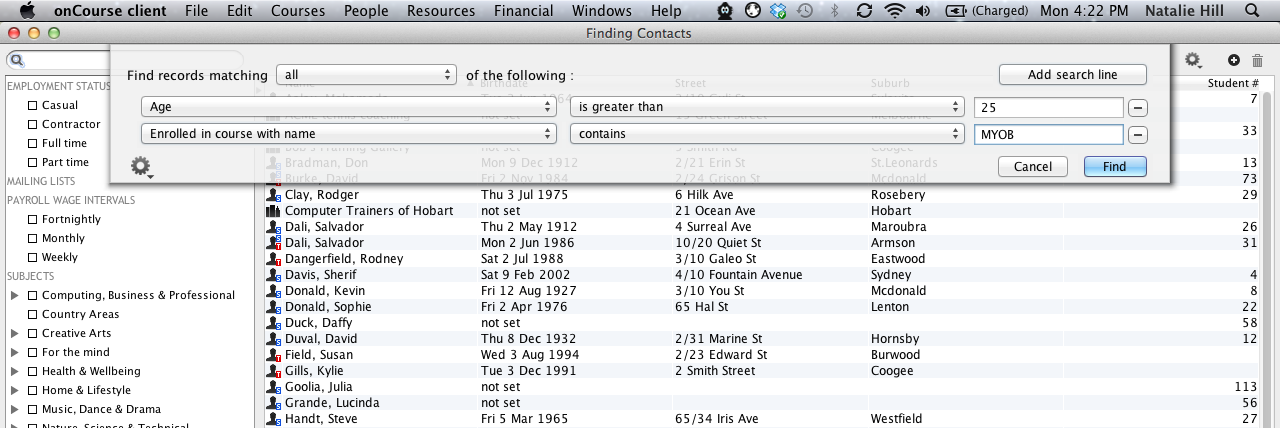 onCourse client File Edit Courses People Resources Financial Windows Help (Charged) Mon 4:22 PM Natalie Hill
Finding Contacts
Find records matching all of the following : Add search line
Age is greater than 25
Enrolled in course with name contains MYOB
Cancel Find
EMPLOYMENT STATUS
Casual
Contractor
Full time
Part time
MAILING LISTS
PAYROLL WAGE INTERVALS
Fortnightly
Monthly
Weekly
SUBJECTS
Computing, Business & Professional
Country Areas
Creative Arts
For the mind
Health & Wellbeing
Home & Lifestyle
Music, Dance & Drama
Nature, Science & Technical
Name Birthdate Street Suburb Student #
7
33
Bradman, Don Mon 9 Dec 1912 2/21 Erin St St.Leonards 13
Burke, David Fri 2 Nov 1984 2/24 Grison St Mcdonald 73
Clay, Rodger Thu 3 Jul 1975 6 Hilk Ave Rosebery 29
Computer Trainers of Hobart not set 21 Ocean Ave Hobart
Dali, Salvador Thu 2 May 1912 4 Surreal Ave Maroubra 26
Dali, Salvador Mon 2 Jun 1986 10/20 Quiet St Armson 31
Dangerfield, Rodney Sat 2 Jul 1988 3/10 Galeo St Eastwood
Davis, Sherif Sat 9 Feb 2002 4/10 Fountain Avenue Sydney 4
Donald, Kevin Fri 12 Aug 1927 3/10 You St Mcdonald 8
Donald, Sophie Fri 2 Apr 1976 65 Hal St Lenton 22
Duck, Daffy not set 58
Duval, David Thu 8 Dec 1932 2/31 Marine St Hornsby 12
Field, Susan Wed 3 Aug 1994 2/23 Edward St Burwood
Gills, Kylie Tue 3 Dec 1991 2 Smith Street Coogee
Goolia, Julia not set 113
Grande, Lucinda not set 56
Handt, Steve Fri 5 Mar 1965 65/34 Iris Ave Westfield 27